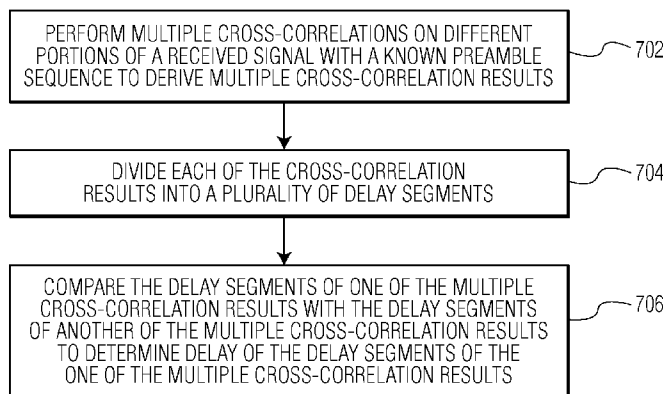 PERFORM MULTIPLE CROSS-CORRELATIONS ON DIFFERENT
PORTIONS OF A RECEIVED SIGNAL WITH A KNOWN PREAMBLE
SEQUENCE TO DERIVE MULTIPLE CROSS-CORRELATION RESULTS
702
DIVIDE EACH OF THE CROSS-CORRELATION
RESULTS INTO A PLURALITY OF DELAY SEGMENTS
704
COMPARE THE DELAY SEGMENTS OF ONE OF THE MULTIPLE
CROSS-CORRELATION RESULTS WITH THE DELAY SEGMENTS
OF ANOTHER OF THE MULTIPLE CROSS-CORRELATION RESULTS
TO DETERMINE DELAY OF THE DELAY SEGMENTS OF THE
ONE OF THE MULTIPLE CROSS-CORRELATION RESULTS
706